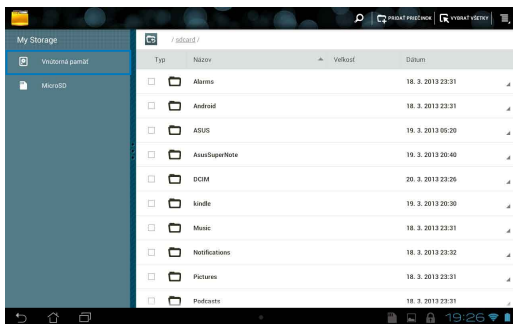 PRIDAŤ PRIEČINOK VYBRAŤ VŠETKY
My Storage
/ sdcard /
Vnútorná pamäť
MicroSD
Typ Názov Veľkosť Dátum
Alarms 18. 3. 2013 23:31
Android 18. 3. 2013 23:31
ASUS 19. 3. 2013 05:20
AsusSuperNote 19. 3. 2013 20:40
DCIM 20. 3. 2013 23:26
kindle 19. 3. 2013 20:30
Music 18. 3. 2013 23:31
Notifications 18. 3. 2013 23:32
Pictures 18. 3. 2013 23:31
Podcasts 18. 3. 2013 23:31
19:26